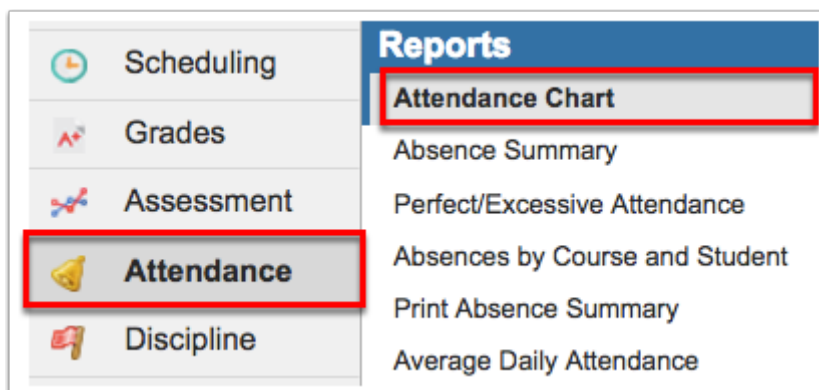 Scheduling
Grades
Assessment
Attendance
Discipline
Reports
Attendance Chart
Absence Summary
Perfect/Excessive Attendance
Absences by Course and Student
Print Absence Summary
Average Daily Attendance